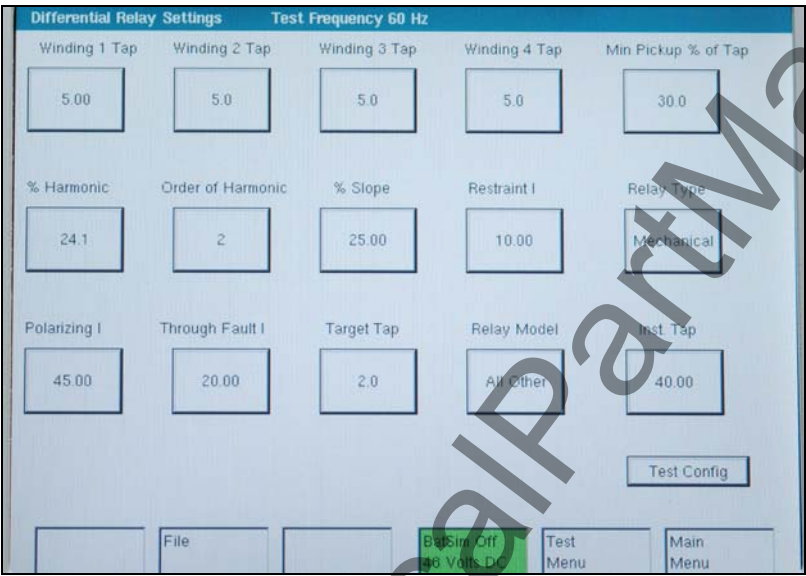 Differential Relay Settings Test Frequency 60 Hz
Winding 1 Tap Winding 2 Tap Winding 3 Tap Winding 4 Tap Min Pickup % of Tap
5.00 5.0 5.0 5.0 30.0
% Harmonic Order of Harmonic % Slope Restraint I Relay Type
24.1 2 25.00 10.00 Mechanical
Polarizing I Through Fault I Target Tap Relay Model Inst. Tap
45.00 20.00 2.0 All Other 40.00
Test Config
File BatSim Off Test Main
46 Volts DC Menu Menu